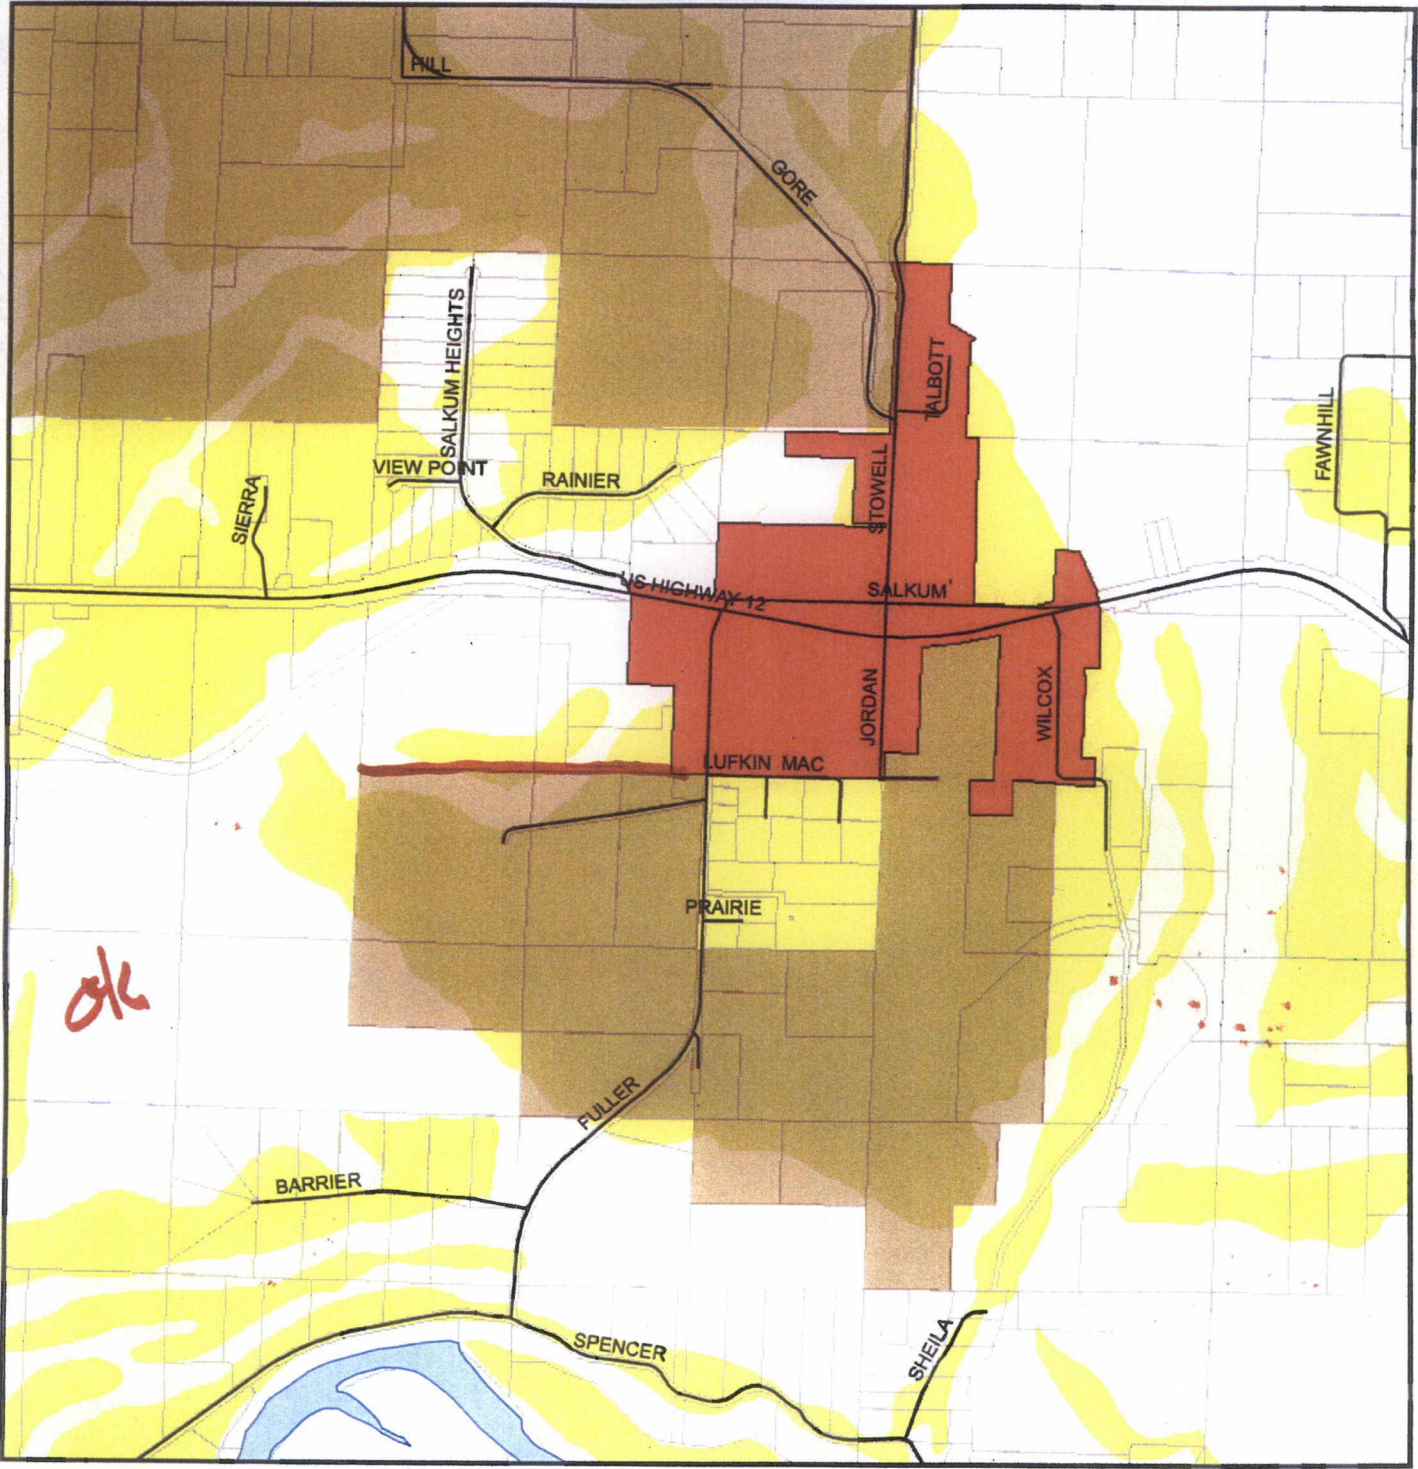 HILL
GORE
SALKUM HEIGHTS
TALBOTT
FAWNHILL
VIEW POINT
RAINIER
SIERRA
STOWELL
US HIGHWAY 12
SALKUM
JORDAN
WILCOX
LUFKIN MAC
PRAIRIE
ok
FULLER
BARRIER
SPENCER
SHEILA